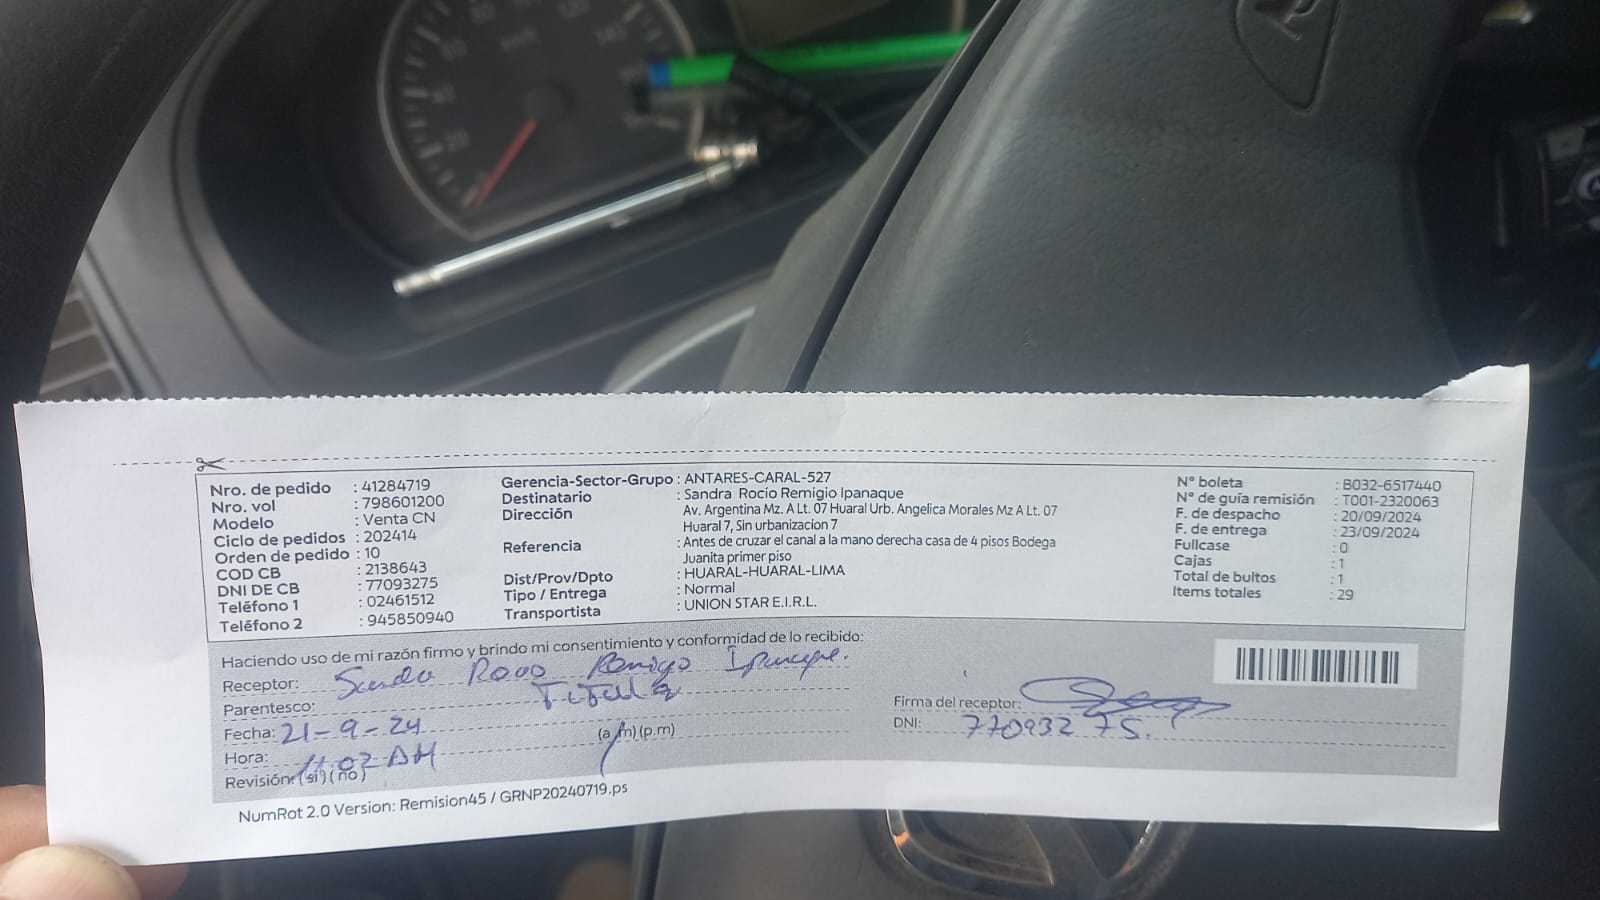 Nro. de pedido : 41284719
Nro. vol : 798601200
Modelo : Venta CN
Ciclo de pedidos : 202414
Orden de pedido : 10
COD CB : 2138643
DNI DE CB : 77093275
Teléfono 1 : 02461512
Teléfono 2 : 945850940
Gerencia-Sector-Grupo : ANTARES-CARAL-527
Destinatario : Sandra Rocío Remigio Ipanaque
Dirección : Av. Argentina Mz. A Lt. 07 Huaral Urb. Angelica Morales Mz A Lt. 07
Huaral 7, Sin urbanizacion 7
Referencia : Antes de cruzar el canal a la mano derecha casa de 4 pisos Bodega
Juanita primer piso
Dist/Prov/Dpto : HUARAL-HUARAL-LIMA
Tipo / Entrega : Normal
Transportista : UNION STAR E.I.R.L.
N° boleta : B032-6517440
N° de guía remisión : T001-2320063
F. de despacho : 20/09/2024
F. de entrega : 23/09/2024
Fullcase : 0
Cajas : 1
Total de bultos : 1
Items totales : 29
Haciendo uso de mi razón firmo y brindo mi consentimiento y conformidad de lo recibido:
Receptor: Sandra Rocio Remigio Ipanaque.
Parentesco: Titular
Fecha: 21-9-24
Hora: 11:02 AM (a.m) (p.m)
Revisión: (sí) (no)
Firma del receptor:
DNI: 77093275.
NumRot 2.0 Version: Remision45 / GRNP20240719.ps